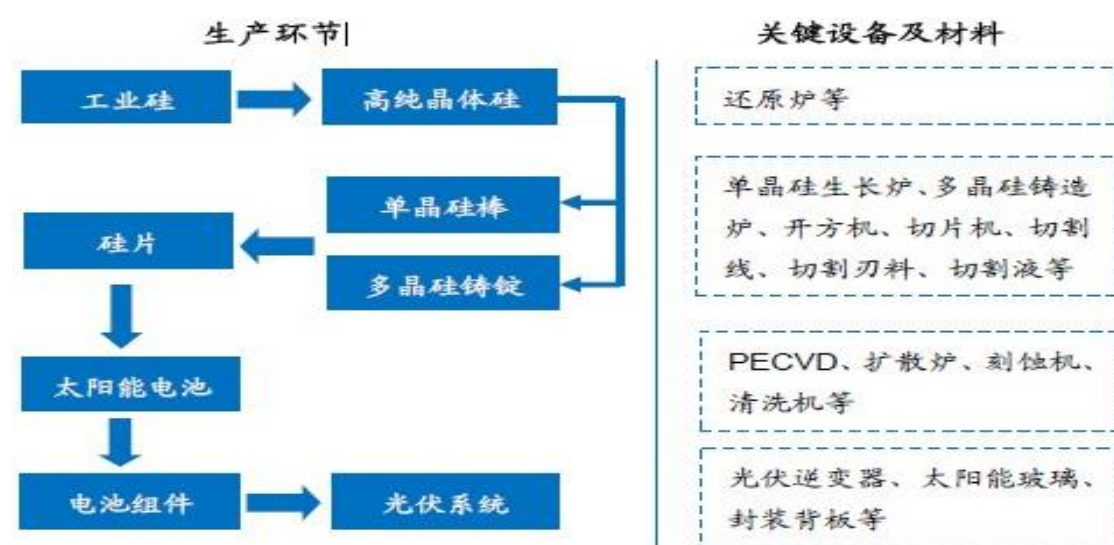 生产环节
关键设备及材料
工业硅
高纯晶体硅
还原炉等
单晶硅棒
硅片
多晶硅铸锭
单晶硅生长炉、多晶硅铸造
炉、开方机、切片机、切割
线、切割刃料、切割液等
太阳能电池
PECVD、扩散炉、刻蚀机、
清洗机等
电池组件
光伏系统
光伏逆变器、太阳能玻璃、
封装背板等